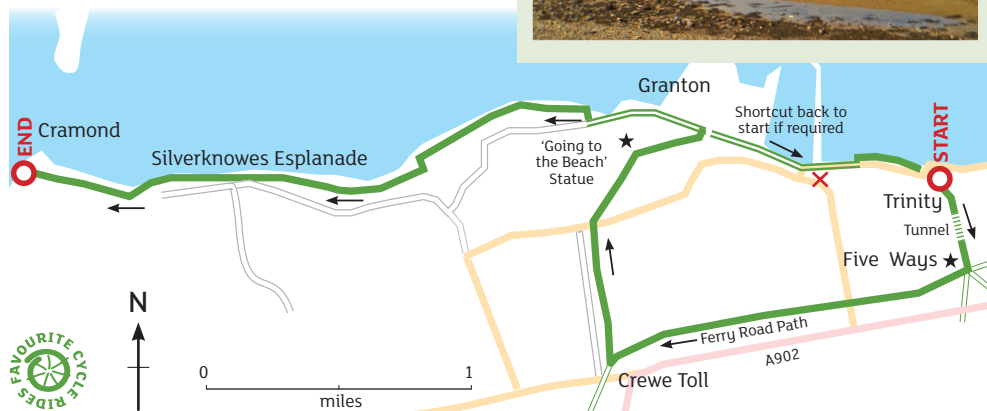 Granton
Shortcut back to
start if required
START
END
Cramond
Silverknowes Esplanade
‘Going to
the Beach’
Statue
Trinity
Tunnel
Five Ways
N
FAVOURITE CYCLE RIDES
0
1
miles
Ferry Road Path
A902
Crewe Toll